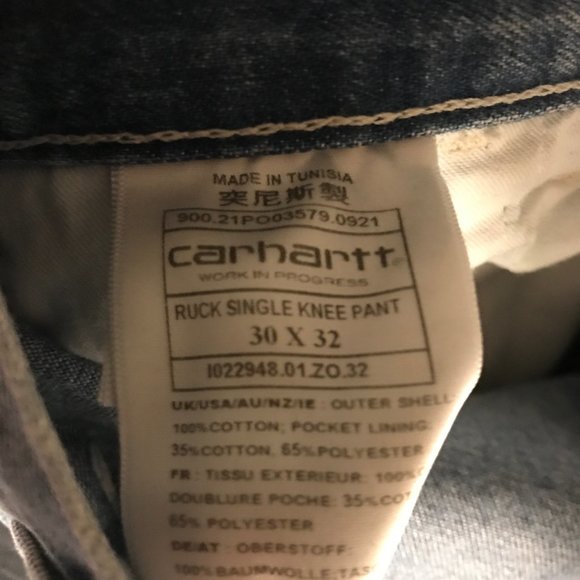 MADE IN TUNISIA
突尼斯製
900.21PO03579.0921
carhartt
WORK IN PROGRESS
RUCK SINGLE KNEE PANT
30 X 32
I022948.01.ZO.32
UK/USA/AU/NZ/IE : OUTER SHELL
100%COTTON; POCKET LINING:
35%COTTON. 65%POLYESTER
FR : TISSU EXTERIEUR: 100%C
DOUBLURE POCHE: 35%COT
65% POLYESTER
DE/AT : OBERSTOFF:
100%BAUMWOLLE;TAS